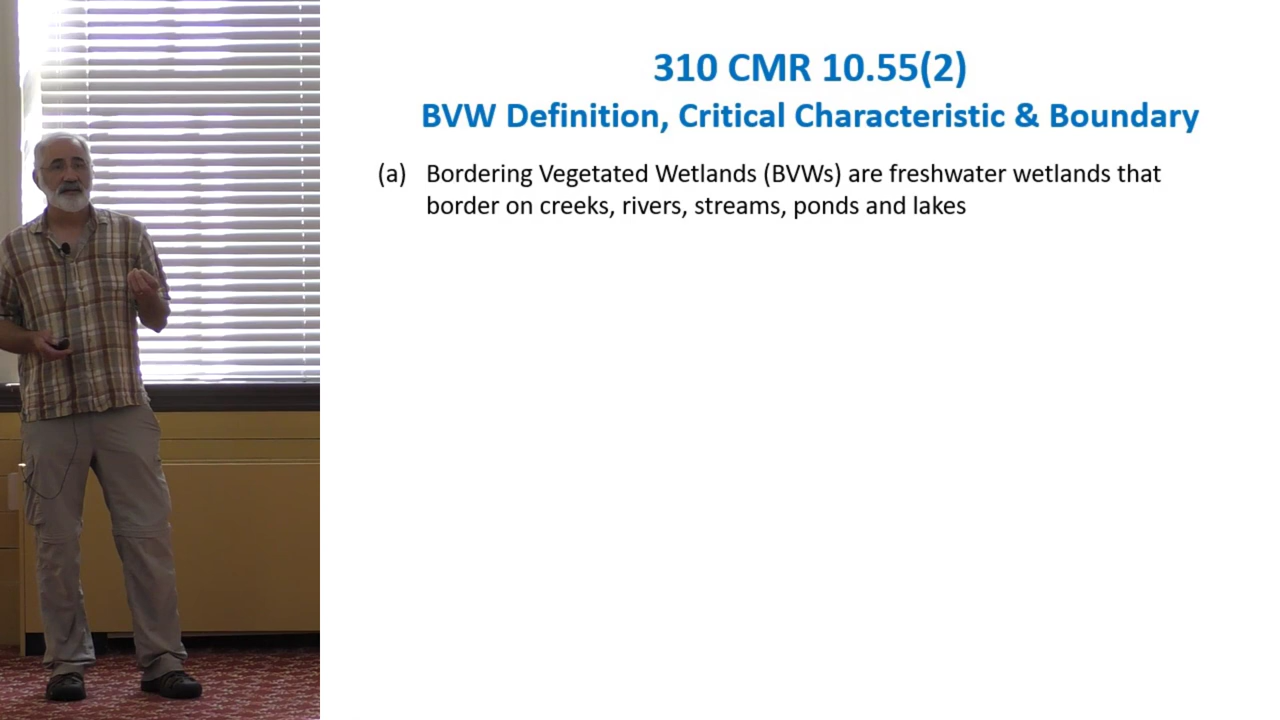 310 CMR 10.55(2)
BVW Definition, Critical Characteristic & Boundary
(a) Bordering Vegetated Wetlands (BVWs) are freshwater wetlands that
border on creeks, rivers, streams, ponds and lakes